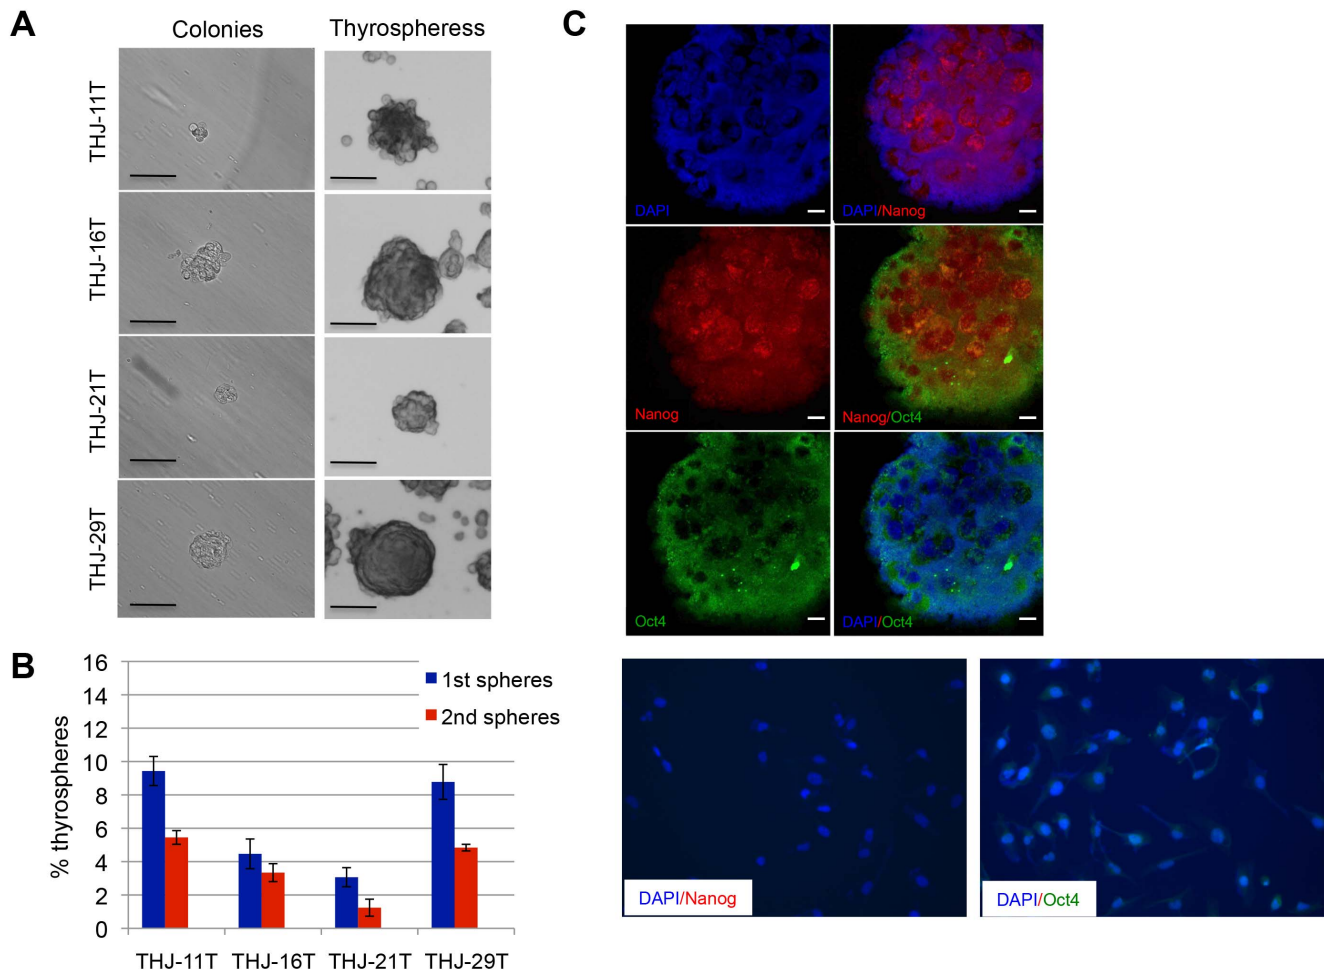 A
Colonies
Thyrospheress
THJ-11T
THJ-16T
THJ-21T
THJ-29T
B
16
14
12
10
8
6
4
2
0
% thyrospheres
1st spheres
2nd spheres
THJ-11T THJ-16T THJ-21T THJ-29T
C
DAPI
DAPI/Nanog
Nanog
Nanog/Oct4
Oct4
DAPI/Oct4
DAPI/Nanog
DAPI/Oct4